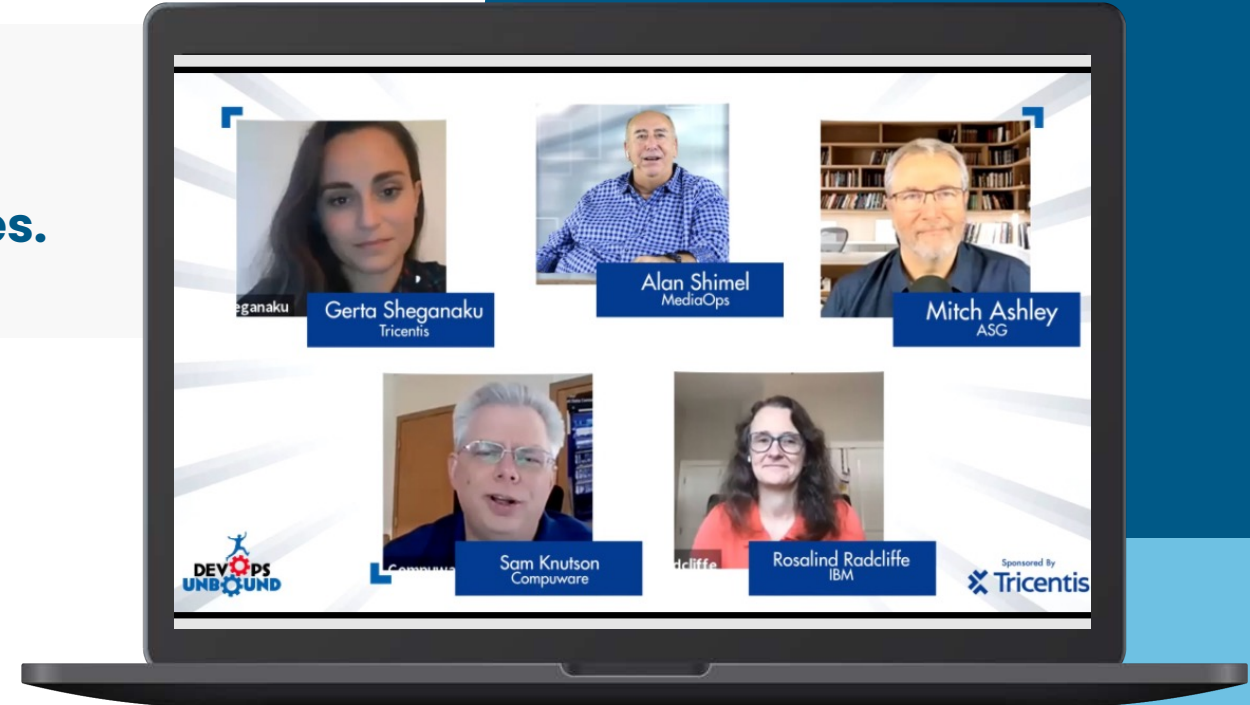 es.
eganaku
Gerta Sheganaku
Tricentis
Alan Shimel
MediaOps
Mitch Ashley
ASG
Sam Knutson
Compuware
dcliffe
Rosalind Radcliffe
IBM
DEVOPS
UNBOUND
Sponsored By
Tricentis